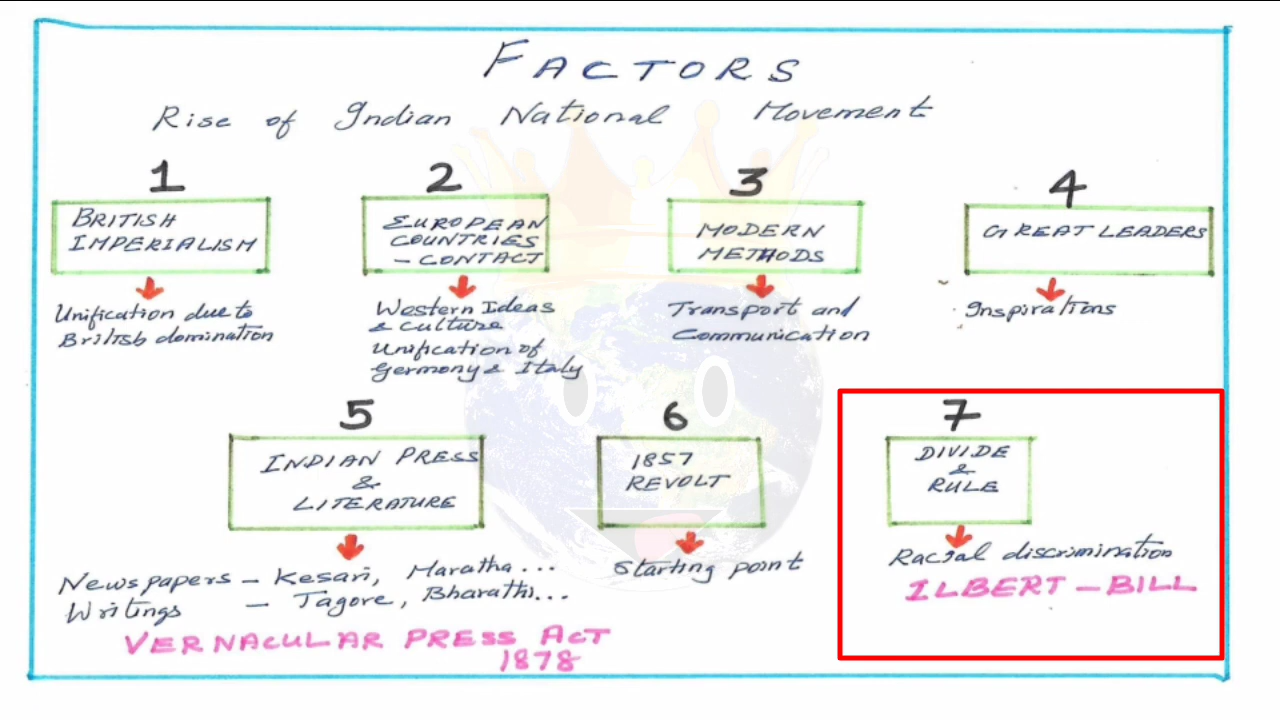 FACTORS
Rise of Indian National Movement
1
BRITISH
IMPERIALISM
Unification due to
British domination
2
EUROPEAN
COUNTRIES
- CONTACT
Western Ideas
& Culture
Unification of
Germony & Italy
3
MODERN
METHODS
Transport and
Communication
4
GREAT LEADERS
Inspirations
5
INDIAN PRESS
&
LITERATURE
Newspapers - Kesari, Maratha...
Writings - Tagore, Bharathi...
VERNACULAR PRESS ACT
1878
6
1857
REVOLT
Starting point
7
DIVIDE
&
RULE
Racial discrimination
ILBERT - BILL